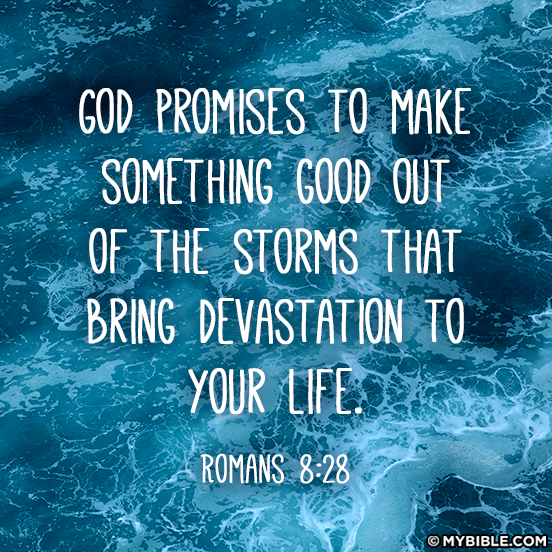 GOD PROMISES TO MAKE
SOMETHING GOOD OUT
OF THE STORMS THAT
BRING DEVASTATION TO
YOUR LIFE.
ROMANS 8:28
© MYBIBLE.COM